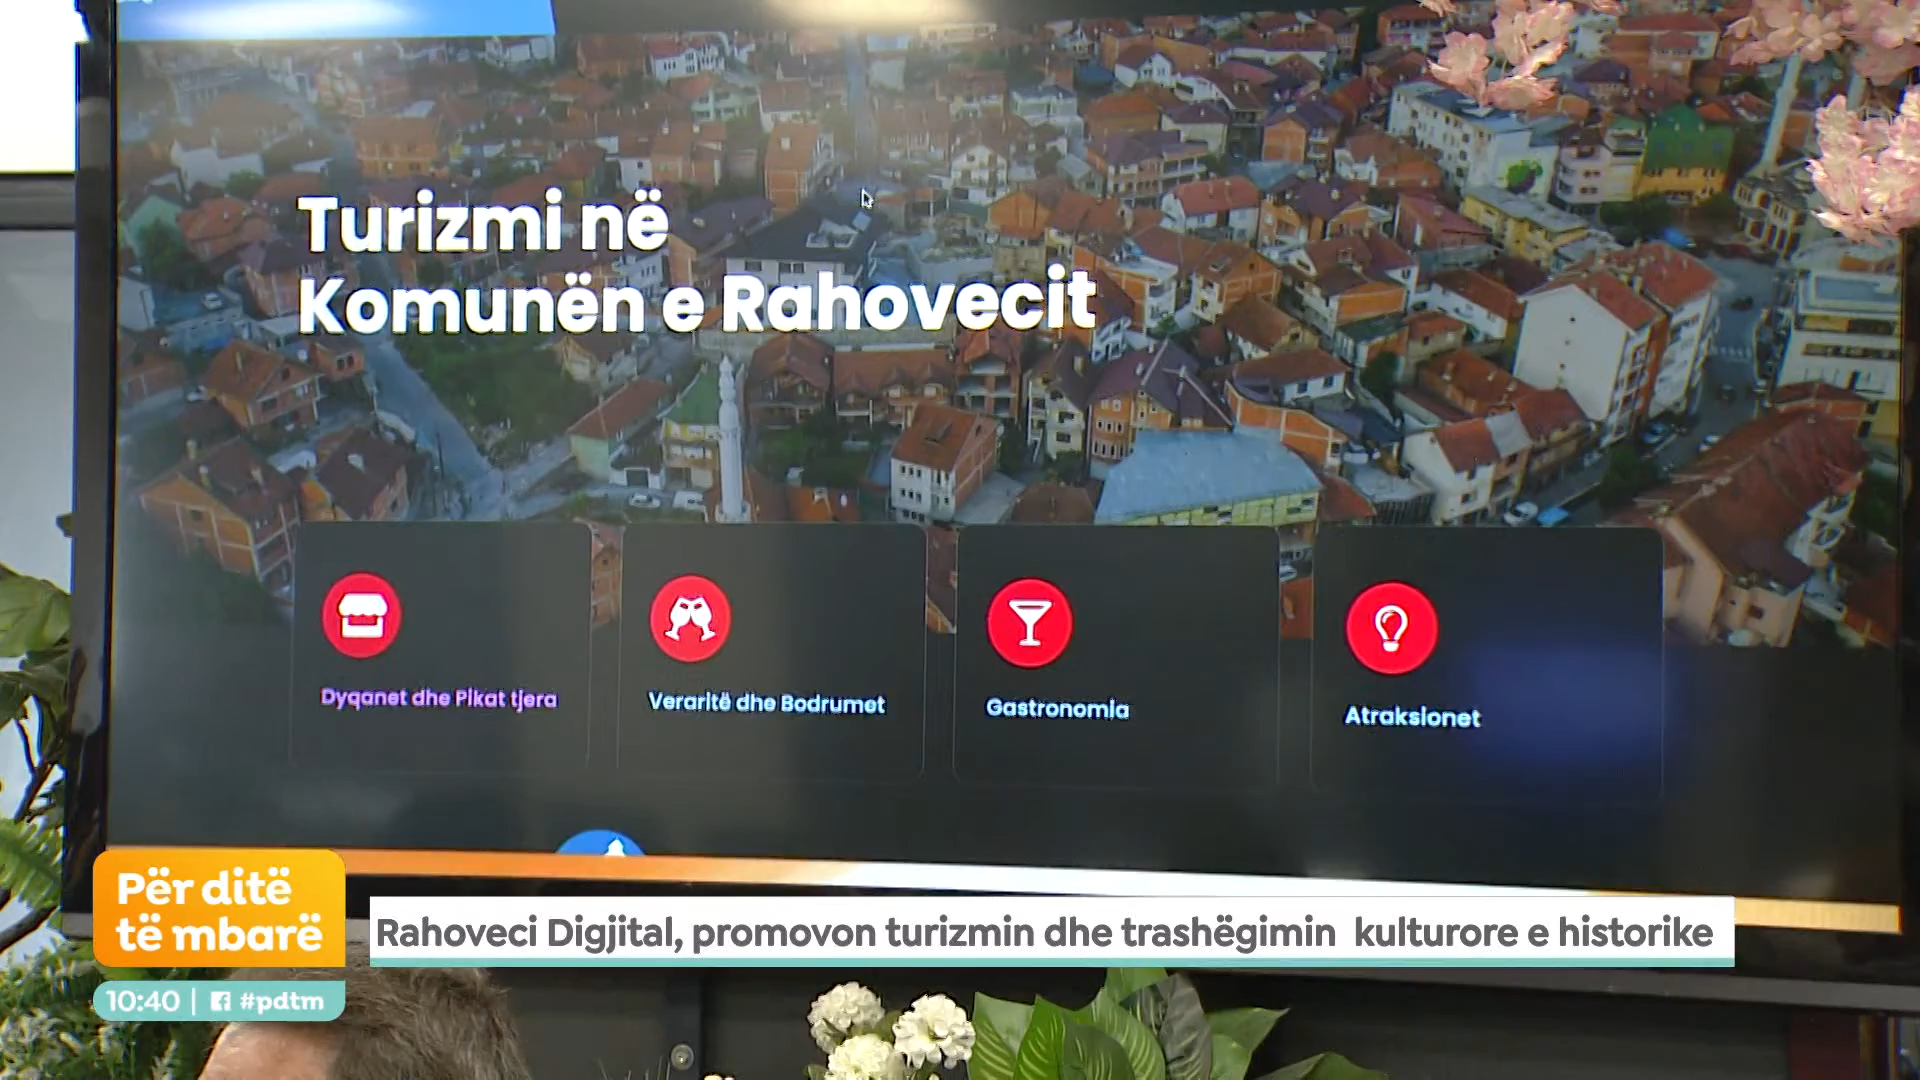 Turizmi në
Komunën e Rahovecit
Dyqanet dhe Pikat tjera
Veraritë dhe Bodrumet
Gastronomia
Atraksionet
Për ditë
të mbarë
Rahoveci Digjital, promovon turizmin dhe trashëgimin kulturore e historike
10:40 | #pdtm